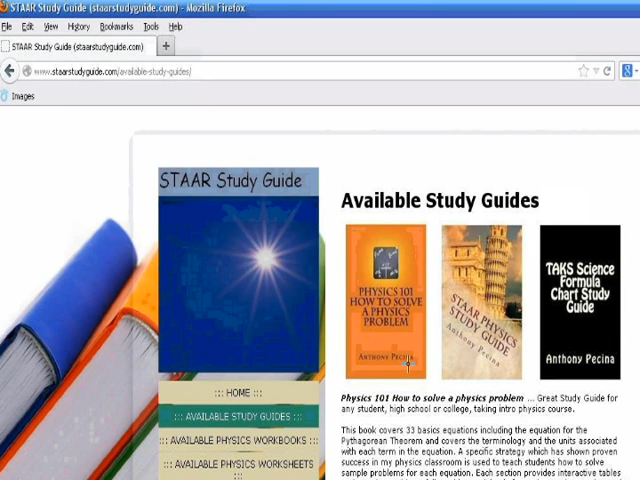 STAAR Study Guide (staarstudyguide.com) - Mozilla Firefox
File Edit View History Bookmarks Tools Help
STAAR Study Guide (staarstudyguide.com) +
www.staarstudyguide.com/available-study-guides/
Images
STAAR Study Guide
Available Study Guides
PHYSICS 101
HOW TO SOLVE
A PHYSICS
PROBLEM
ANTHONY PECINA
STAAR PHYSICS
STUDY GUIDE
Anthony Pecina
TAKS Science
Formula
Chart Study
Guide
Anthony Pecina
::: HOME :::
::: AVAILABLE STUDY GUIDES :::
::: AVAILABLE PHYSICS WORKBOOKS :::
::: AVAILABLE PHYSICS WORKSHEETS
:::
Physics 101 How to solve a physics problem ... Great Study Guide for
any student, high school or college, taking intro physics course.
This book covers 33 basics equations including the equation for the
Pythagorean Theorem and covers the terminology and the units associated
with each term in the equation. A specific strategy which has shown proven
success in my physics classroom is used to teach students how to solve
sample problems for each equation. Each section provides interactive tables